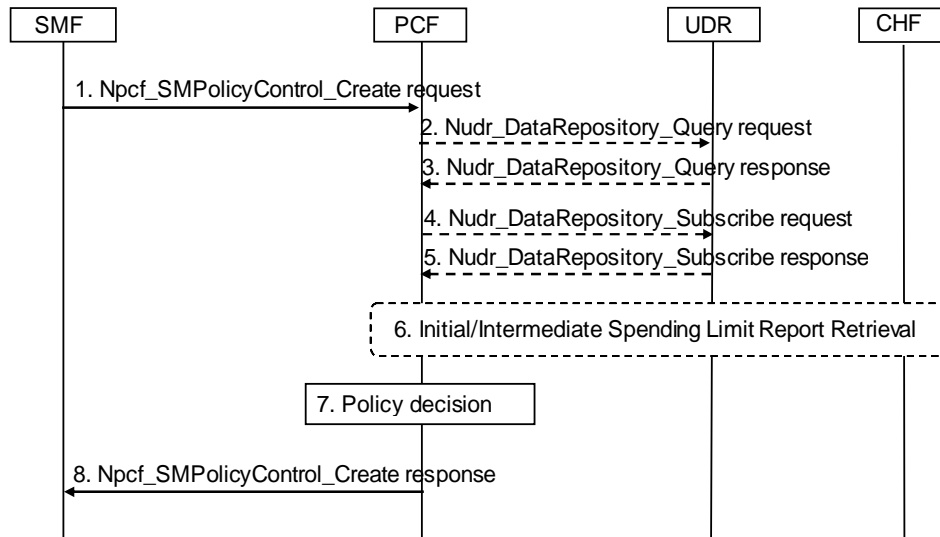 SMF
PCF
UDR
CHF
1. Npcf_SMPolicyControl_Create request
2. Nudr_DataRepository_Query request
3. Nudr_DataRepository_Query response
4. Nudr_DataRepository_Subscribe request
5. Nudr_DataRepository_Subscribe response
6. Initial/Intermediate Spending Limit Report Retrieval
7. Policy decision
8. Npcf_SMPolicyControl_Create response